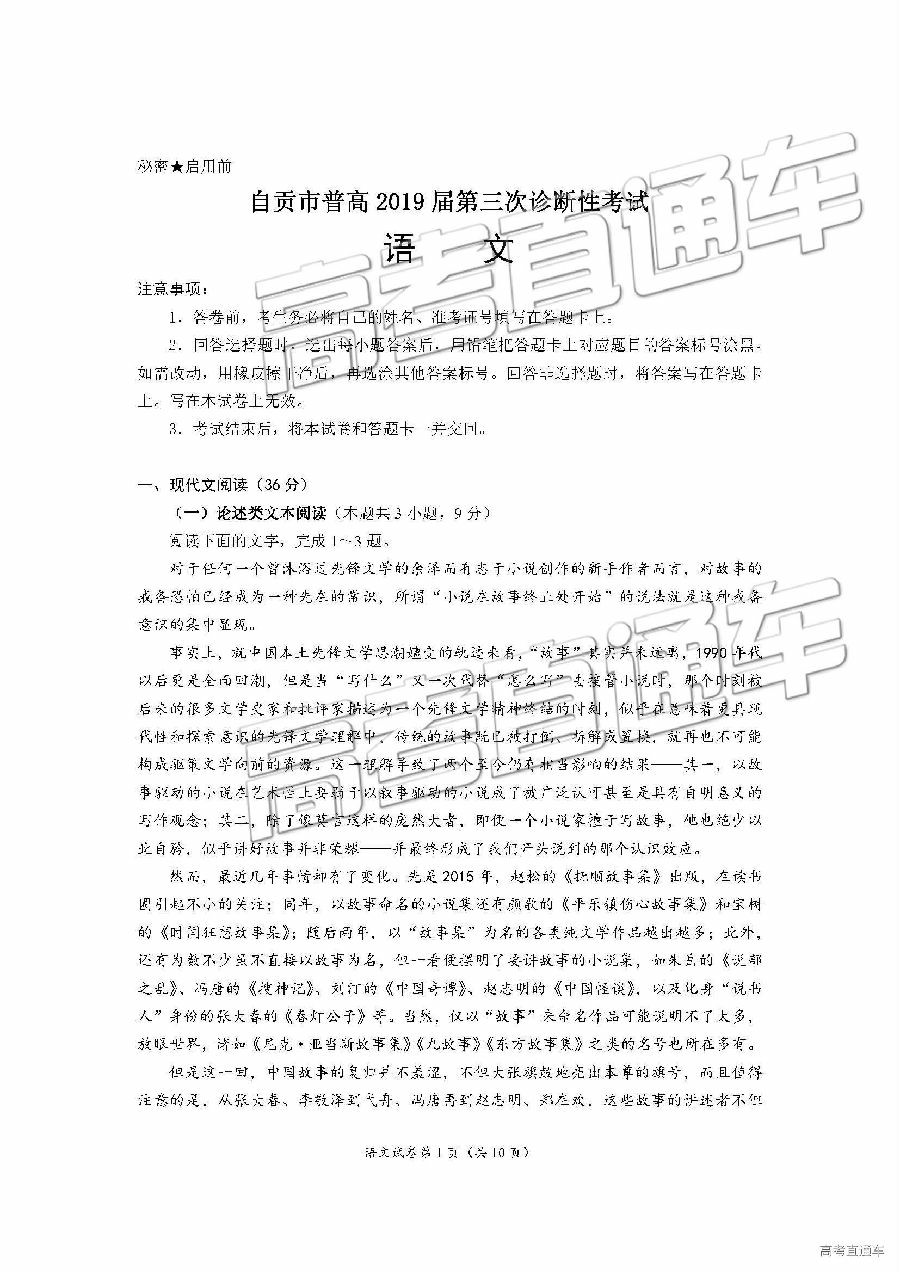 秘密★启用前
自贡市普高 2019 届第三次诊断性考试
语 文
注意事项：
1．答卷前，考生务必将自己的姓名、准考证号填写在答题卡上。
2．回答选择题时，选出每小题答案后，用铅笔把答题卡上对应题目的答案标号涂黑。
如需改动，用橡皮擦干净后，再选涂其他答案标号。回答非选择题时，将答案写在答题卡
上。写在本试卷上无效。
3．考试结束后，将本试卷和答题卡一并交回。
一、现代文阅读（36 分）
（一）论述类文本阅读（本题共 3 小题，9 分）
阅读下面的文字，完成 1～3 题。
对于任何一个曾沐浴过先锋文学的余泽而有志于小说创作的新手作者而言，对故事的
戒备恐怕已经成为一种先在的常识，所谓“小说在故事终止处开始”的说法就是这种戒备
意识的集中显现。
事实上，就中国本土先锋文学思潮嬗变的轨迹来看，“故事”其实并未远离，1990 年代
以后更是全面回潮，但是当“写什么”又一次代替“怎么写”去接管小说时，那个时刻被
后来的很多文学史家和批评家描述为一个先锋文学精神终结的时刻，似乎在意味着更具现
代性和探索意识的先锋文学理解中，传统的故事既已被打倒、拆解或置换，就再也不可能
构成驱策文学向前的资源。这一理解导致了两个至今仍有相当影响的结果——其一，以故
事驱动的小说在艺术层上要弱于以叙事驱动的小说成了被广泛认可甚至是具有自明意义的
写作观念；其二，除了像莫言这样的庞然大者，即便一个小说家擅于写故事，他也绝少以
此自矜，似乎讲好故事并非荣耀——并最终形成了我们开头说到的那个认识效应。
然而，最近几年事情却有了变化。先是 2015 年，赵松的《抚顺故事集》出版，在读书
圈引起不小的关注；同年，以故事命名的小说集还有颜歌的《平乐镇伤心故事集》和宝树
的《时间狂想故事集》；随后两年，以“故事集”为名的各类纯文学作品越出越多；此外，
还有为数不少虽不直接以故事为名，但一看便摆明了要讲故事的小说集，如朱岳的《说部
之乱》、冯唐的《搜神记》、刘汀的《中国奇谭》、赵志明的《中国怪谈》，以及化身“说书
人”身份的张大春的《春灯公子》等。当然，仅以“故事”来命名作品可能说明不了太多，
放眼世界，诸如《尼克·亚当斯故事集》《九故事》《东方故事集》之类的名号也所在多有。
但是这一回，中国故事的复归并不羞涩，不但大张旗鼓地亮出本尊的旗号，而且值得
注意的是，从张大春、李敬泽到弋舟、冯唐再到赵志明、郑在欢，这些故事的讲述者不但
语文试卷第 1 页（共 10 页）
高考直通车
高考直通车
高考直通车
高考直通车